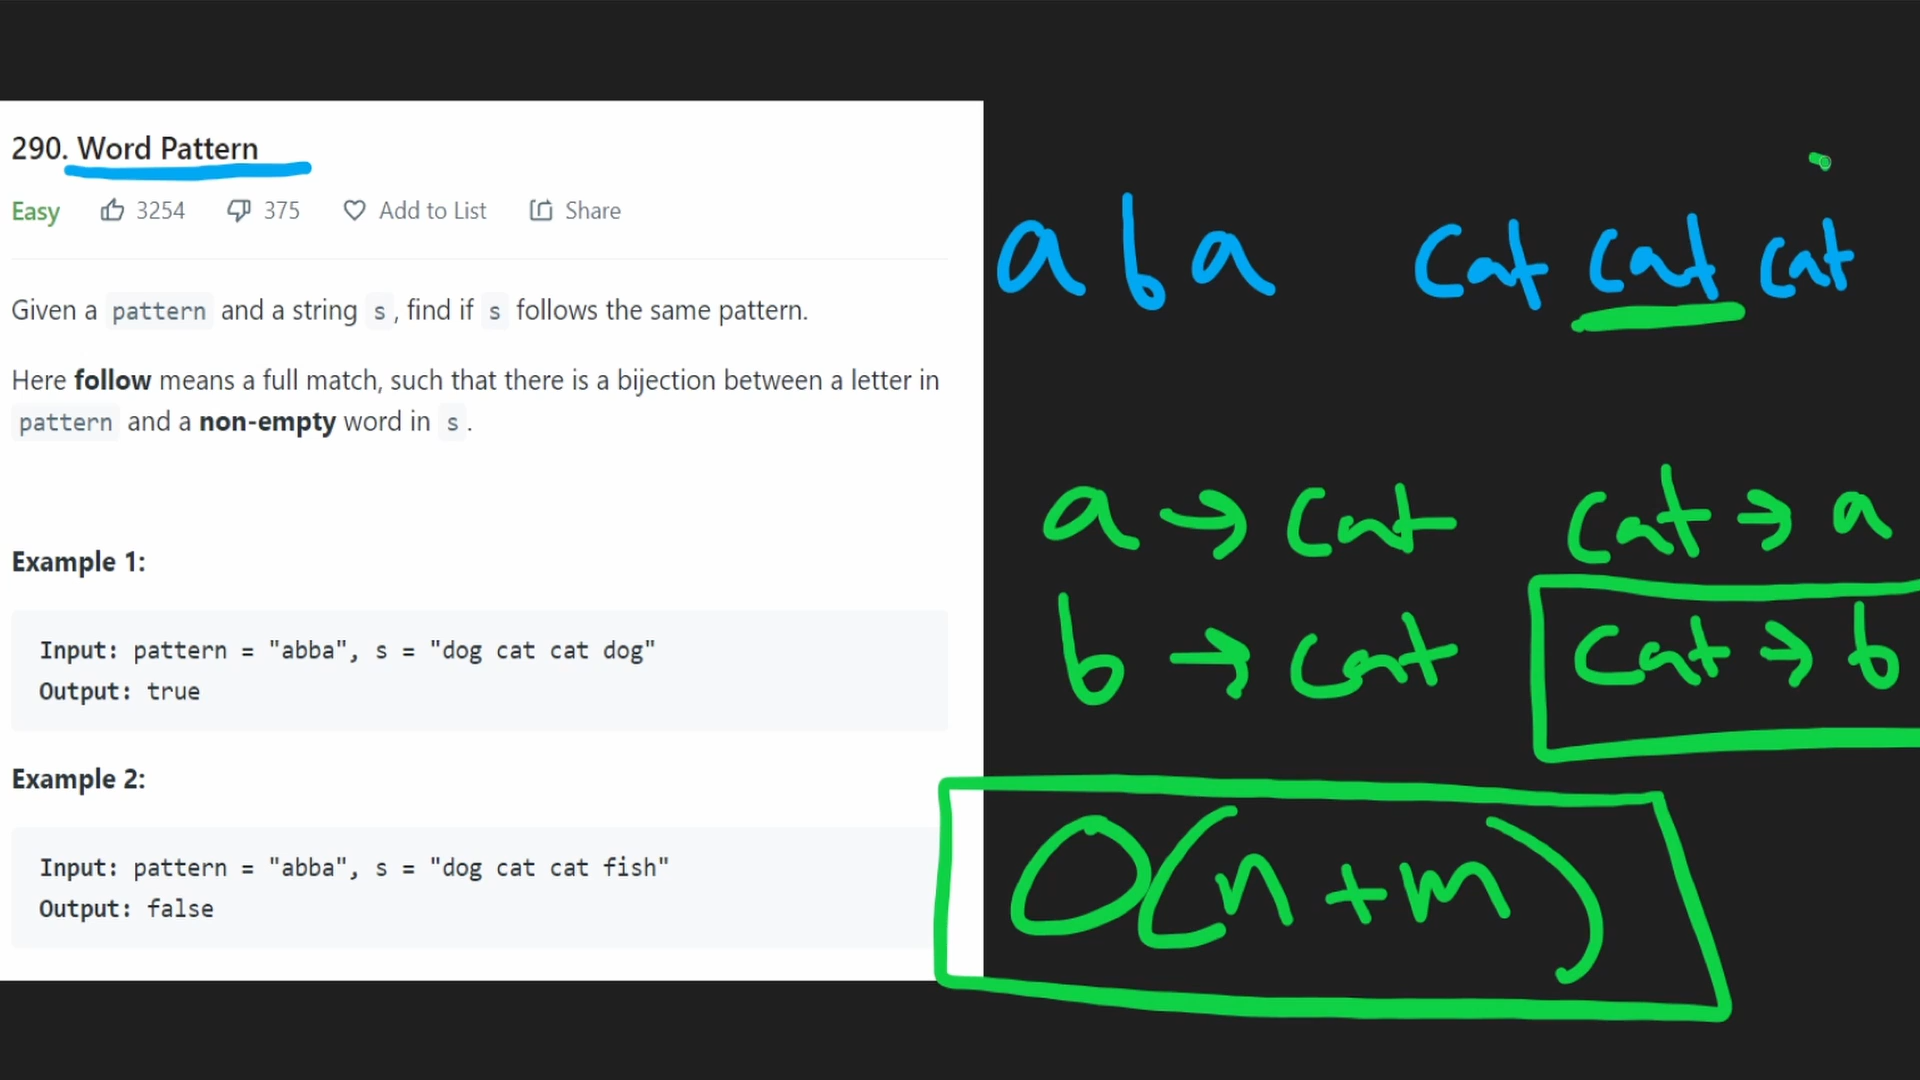 290. Word Pattern
Easy 3254 375 Add to List Share
Given a pattern and a string s, find if s follows the same pattern.
Here follow means a full match, such that there is a bijection between a letter in
pattern and a non-empty word in s.
Example 1:
Input: pattern = "abba", s = "dog cat cat dog"
Output: true
Example 2:
Input: pattern = "abba", s = "dog cat cat fish"
Output: false
a b a cat cat cat
a → cat cat → a
b → cat cat → b
O(n + m)